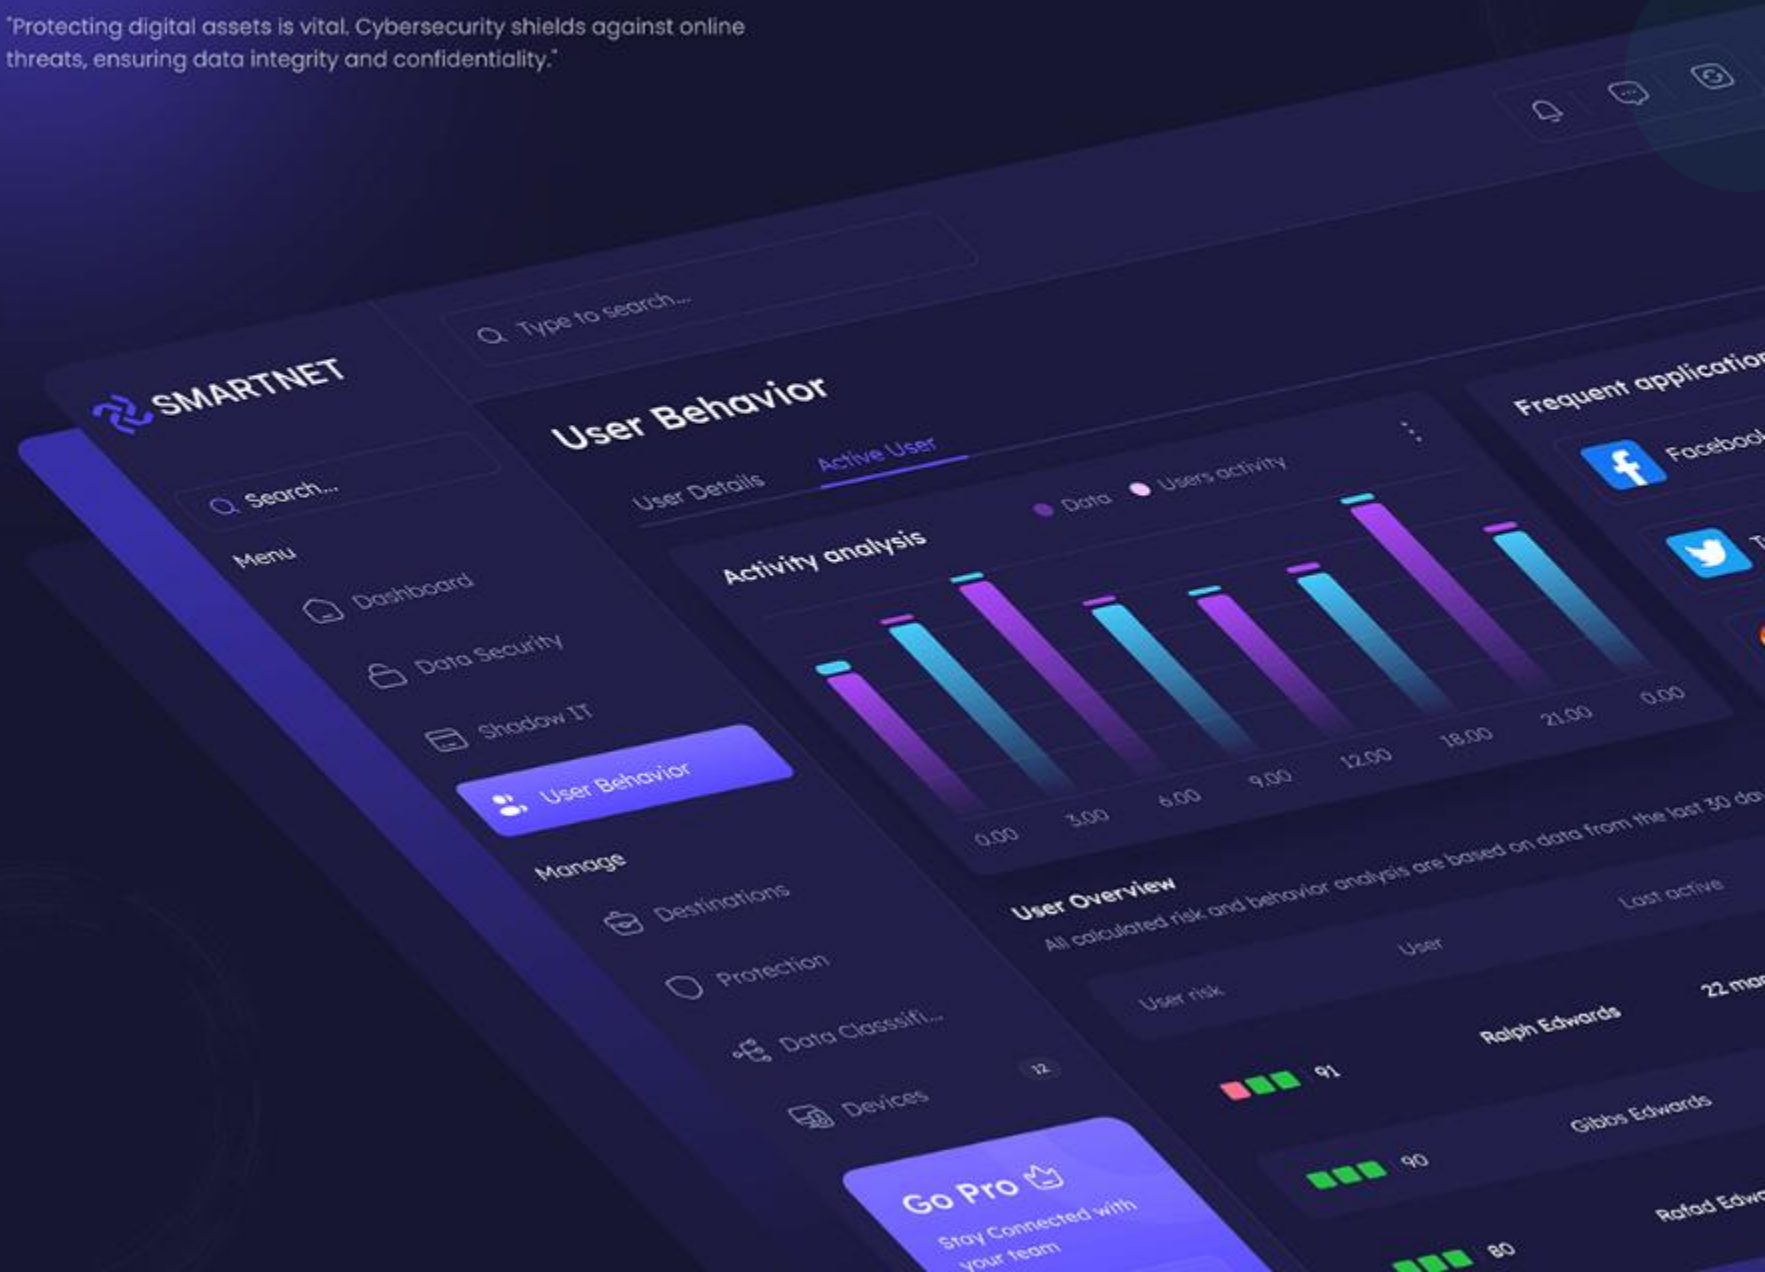 "Protecting digital assets is vital. Cybersecurity shields against online
threats, ensuring data integrity and confidentiality."
SMARTNET
Search...
Menu
Dashboard
Data Security
Shadow IT
User Behavior
Manage
Destinations
Protection
Data Classsifi...
Devices
12
Go Pro
Stay Connected with
your team
Type to search...
User Behavior
User Details
Active User
Activity analysis
Data
Users activity
0.00
3.00
6.00
9.00
12.00
18.00
21.00
0.00
Frequent application
Facebook
User Overview
All calculated risk and behavior analysis are based on data from the last 30
User risk
User
Last active
91
Ralph Edwards
22
90
Gibbs Edwards
80
Rafad